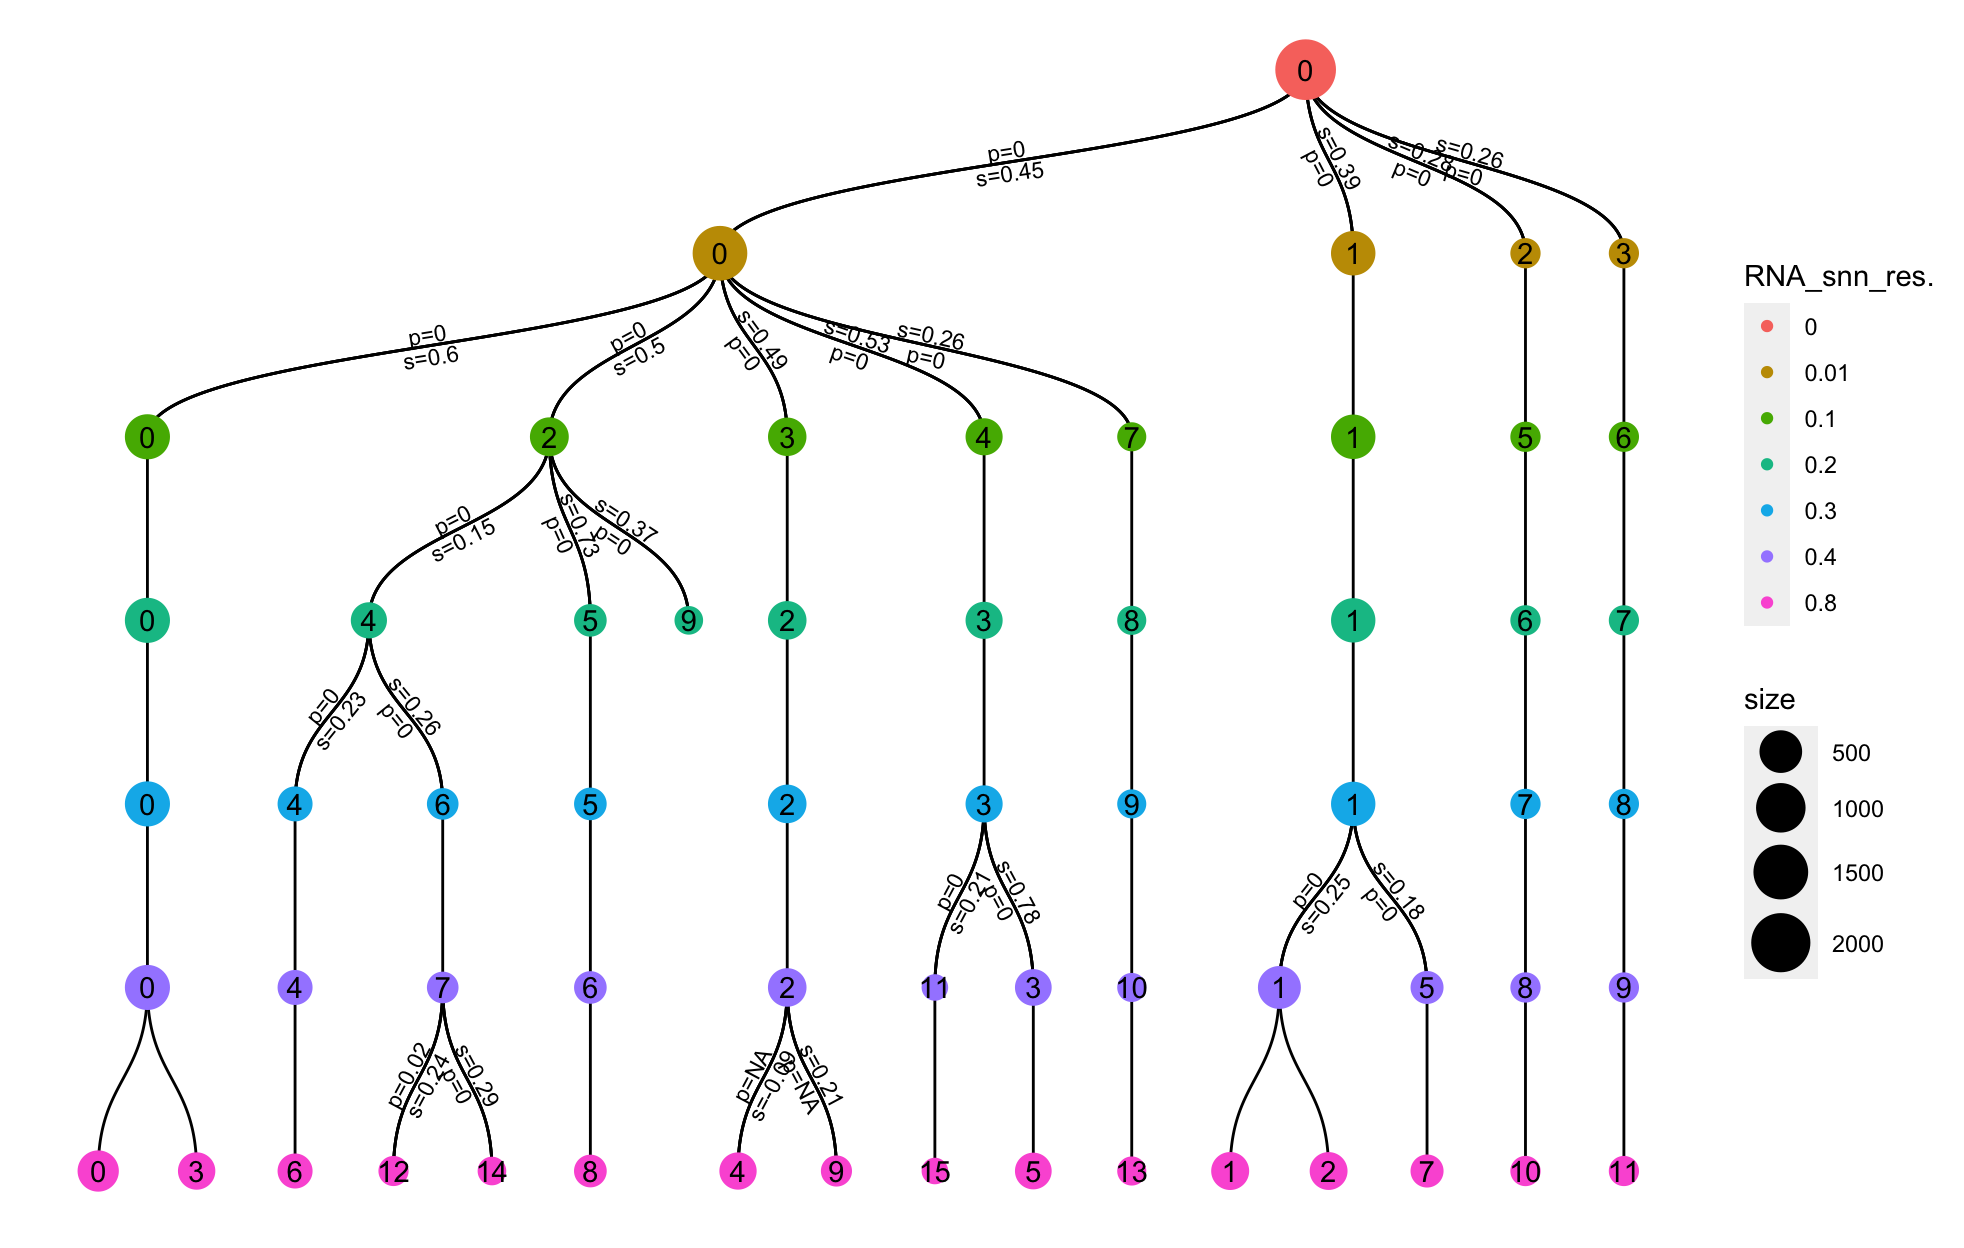 0
p=0
s=0.45
s=0.39
p=0
s=0.28
p=0
s=0.26
p=0
0
1
2
3
p=0
s=0.6
p=0
s=0.5
s=0.49
p=0
s=0.53
p=0
s=0.26
p=0
0
2
3
4
7
1
5
6
p=0
s=0.15
s=0.73
p=0
s=0.37
p=0
0
4
5
9
2
3
8
1
6
7
p=0
s=0.23
s=0.26
p=0
0
4
6
5
2
3
9
1
7
8
p=0
s=0.21
s=0.78
p=0
p=0
s=0.25
s=0.18
p=0
0
4
7
6
2
11
3
10
1
5
8
9
p=0.02
s=0.24
s=0.29
p=0
p=NA
s=-0.09
s=0.21
p=NA
0
3
6
12
14
8
4
9
15
5
13
1
2
7
10
11
RNA_snn_res.
0
0.01
0.1
0.2
0.3
0.4
0.8
size
500
1000
1500
2000